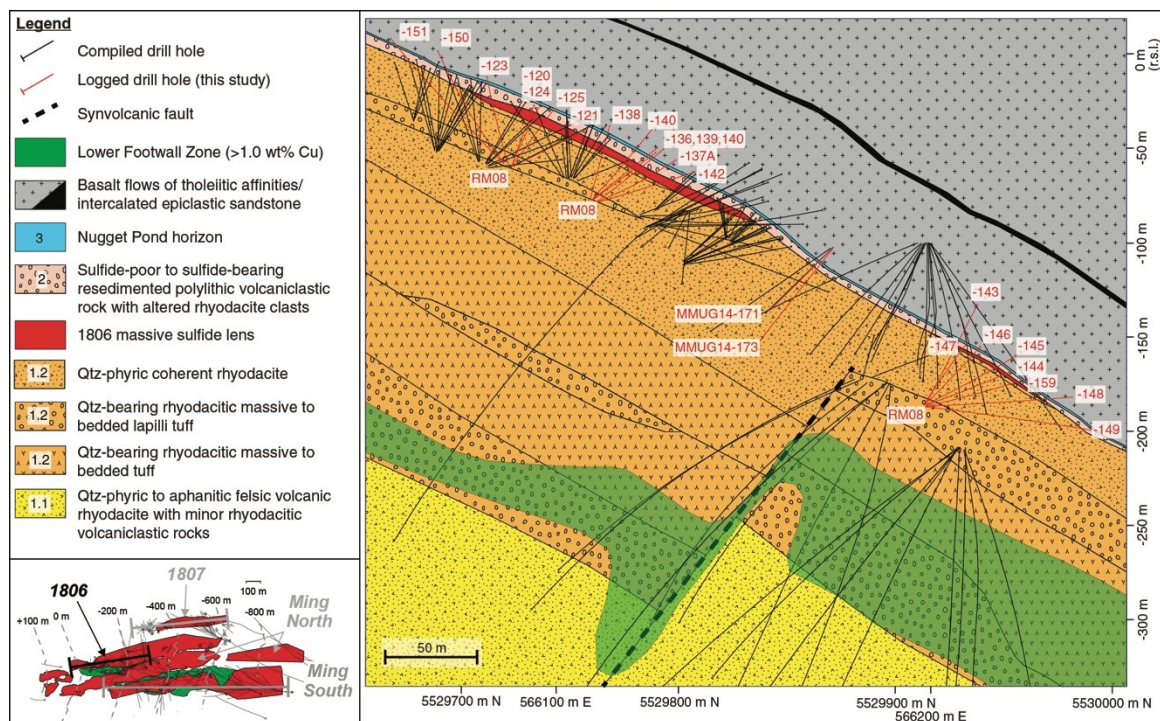 Legend
Compiled drill hole
Logged drill hole (this study)
Synvolcanic fault
Lower Footwall Zone (>1.0 wt% Cu)
Basalt flows of tholeiitic affinities/
intercalated epiclastic sandstone
3
Nugget Pond horizon
2
Sulfide-poor to sulfide-bearing
resedimented polylithic volcaniclastic
rock with altered rhyodacite clasts
1806 massive sulfide lens
1.2
Qtz-phyric coherent rhyodacite
1.2
Qtz-bearing rhyodacitic massive to
bedded lapilli tuff
1.2
Qtz-bearing rhyodacitic massive to
bedded tuff
1.1
Qtz-phyric to aphanitic felsic volcanic
rhyodacite with minor rhyodacitic
volcaniclastic rocks
1806
1807
+100 m
0 m
-200 m
-400 m
-600 m
100 m
-800 m
Ming
North
Ming
South
-151
-150
-123
-120
-124
-125
-121
-138
-140
-136,139,140
-137A
-142
RM08
RM08
MMUG14-171
MMUG14-173
-143
-147
-146
-145
-144
-159
-148
-149
RM08
50 m
0 m
(r.s.l.)
-50 m
-100 m
-150 m
-200 m
-250 m
-300 m
5529700 m N
566100 m E
5529800 m N
5529900 m N
566200 m E
5530000 m N